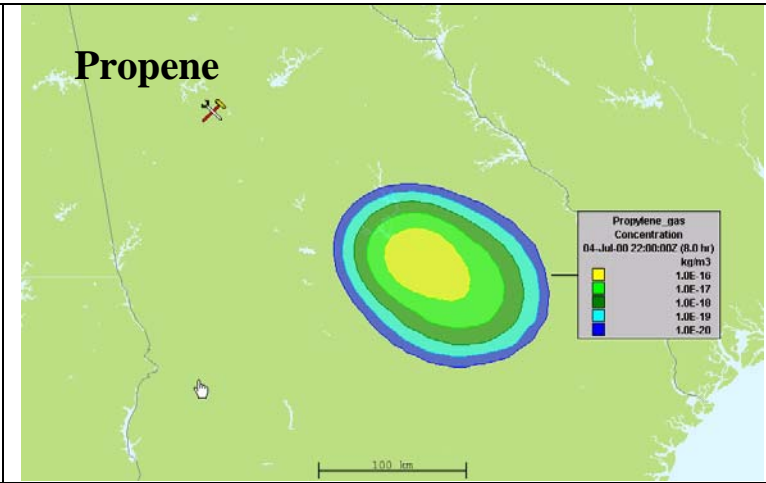 Propene
Propylene_gas
Concentration
04-Jul-00 22:00:00Z (8.0 hr)
kg/m3
1.0E-16
1.0E-17
1.0E-18
1.0E-19
1.0E-20
100 km